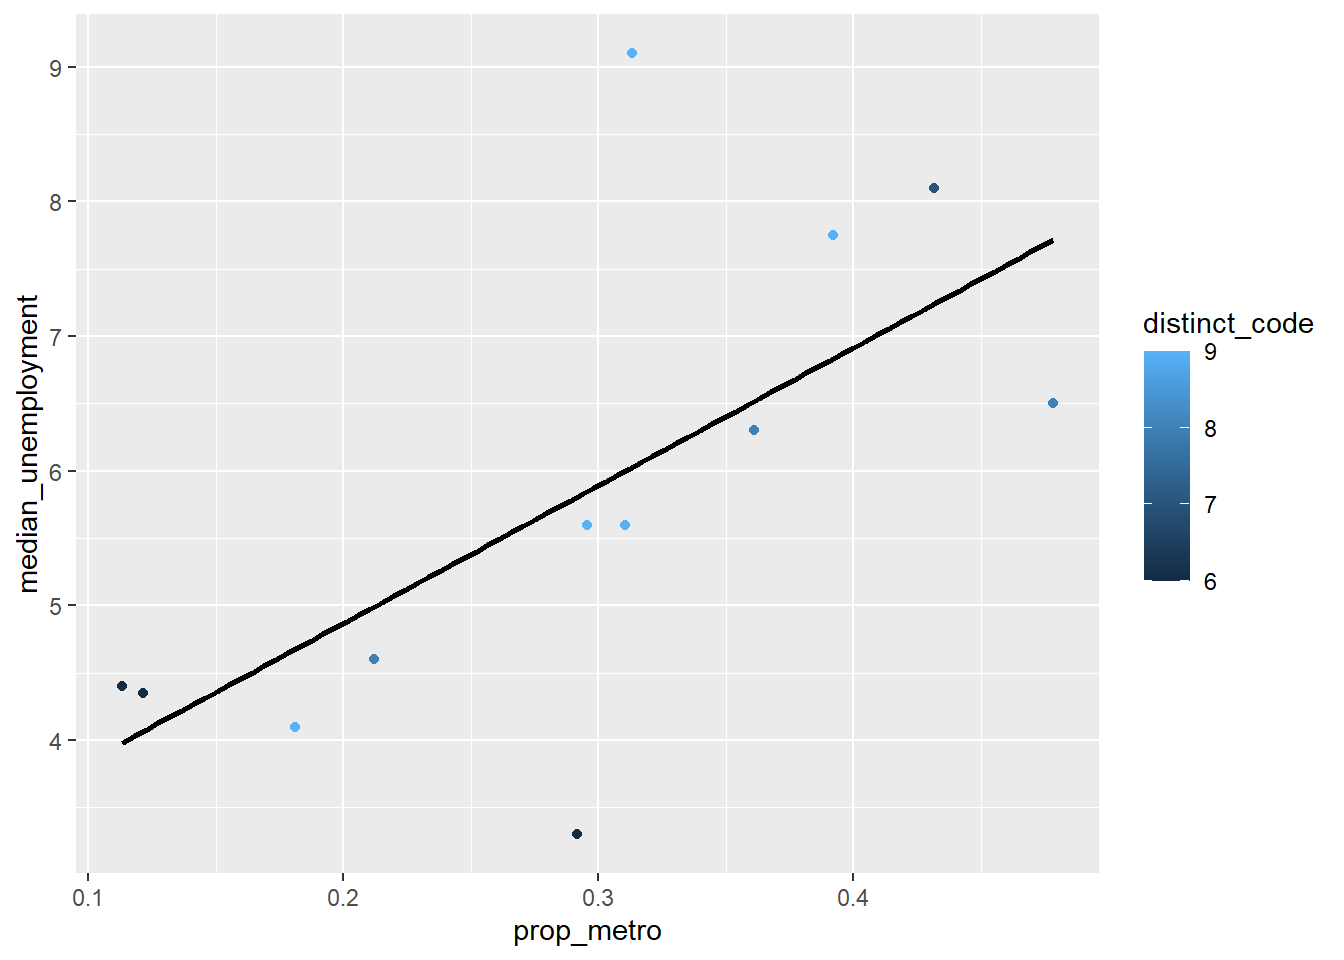 9
8
7
6
5
4
median_unemployment
0.1 0.2 0.3 0.4
prop_metro
distinct_code
9
8
7
6